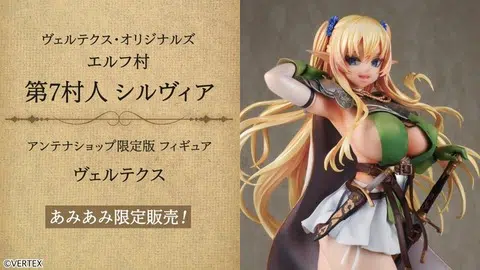 ヴェルテクス・オリジナルズ
エルフ村
第7村人 シルヴィア
アンテナショップ限定版 フィギュア
ヴェルテクス
あみあみ限定販売!
©VERTEX